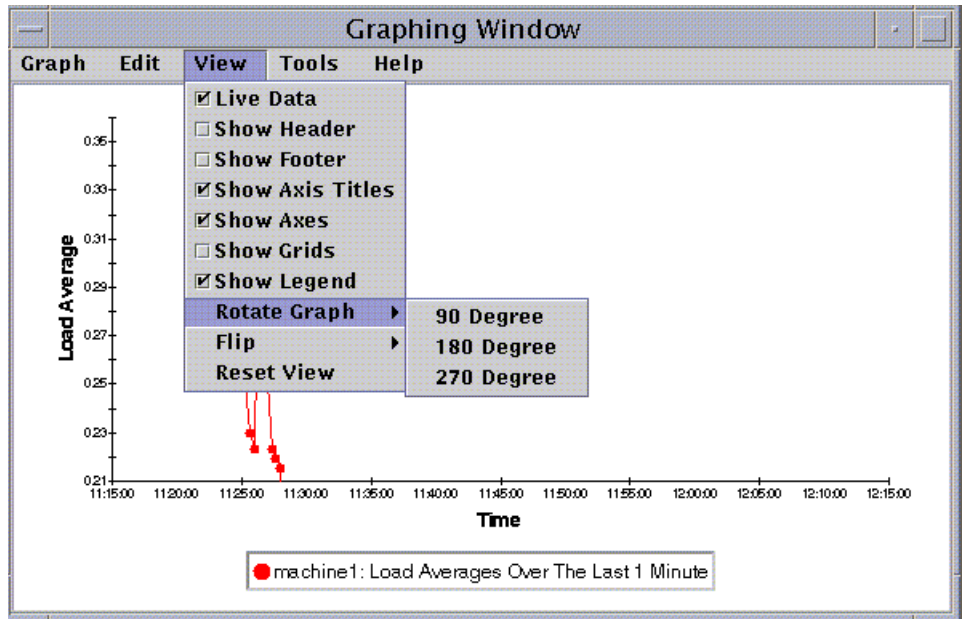 Graphing Window
Graph Edit View Tools Help
Live Data
Show Header
Show Footer
Show Axis Titles
Show Axes
Show Grids
Show Legend
Rotate Graph
Flip
Reset View
90 Degree
180 Degree
270 Degree
Load Average
0.35
0.33
0.31
0.29
0.27
0.25
0.23
0.21
11:15:00 11:20:00 11:25:00 11:30:00 11:35:00 11:40:00 11:45:00 11:50:00 11:55:00 12:00:00 12:05:00 12:10:00 12:15:00
Time
machine1: Load Averages Over The Last 1 Minute